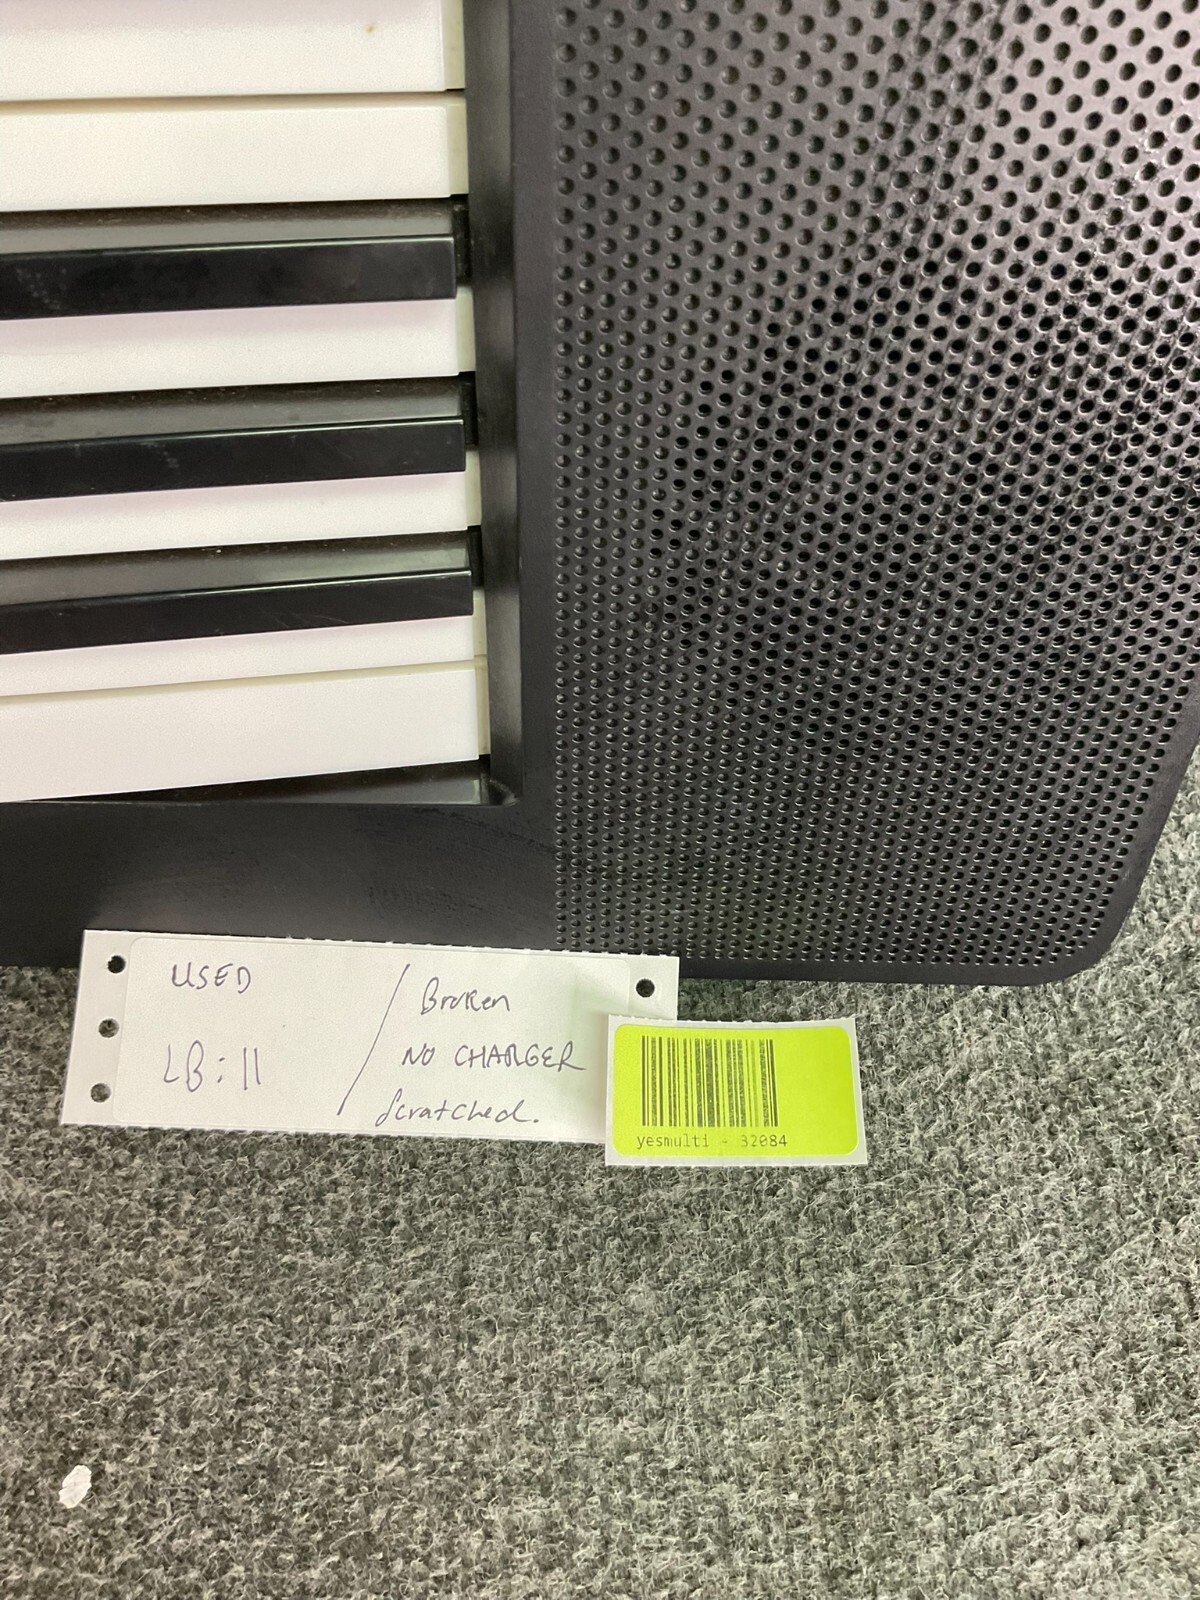 USED
LB:11
/
Broken
NO CHARGER
Scratched.
yesmulti - 32084